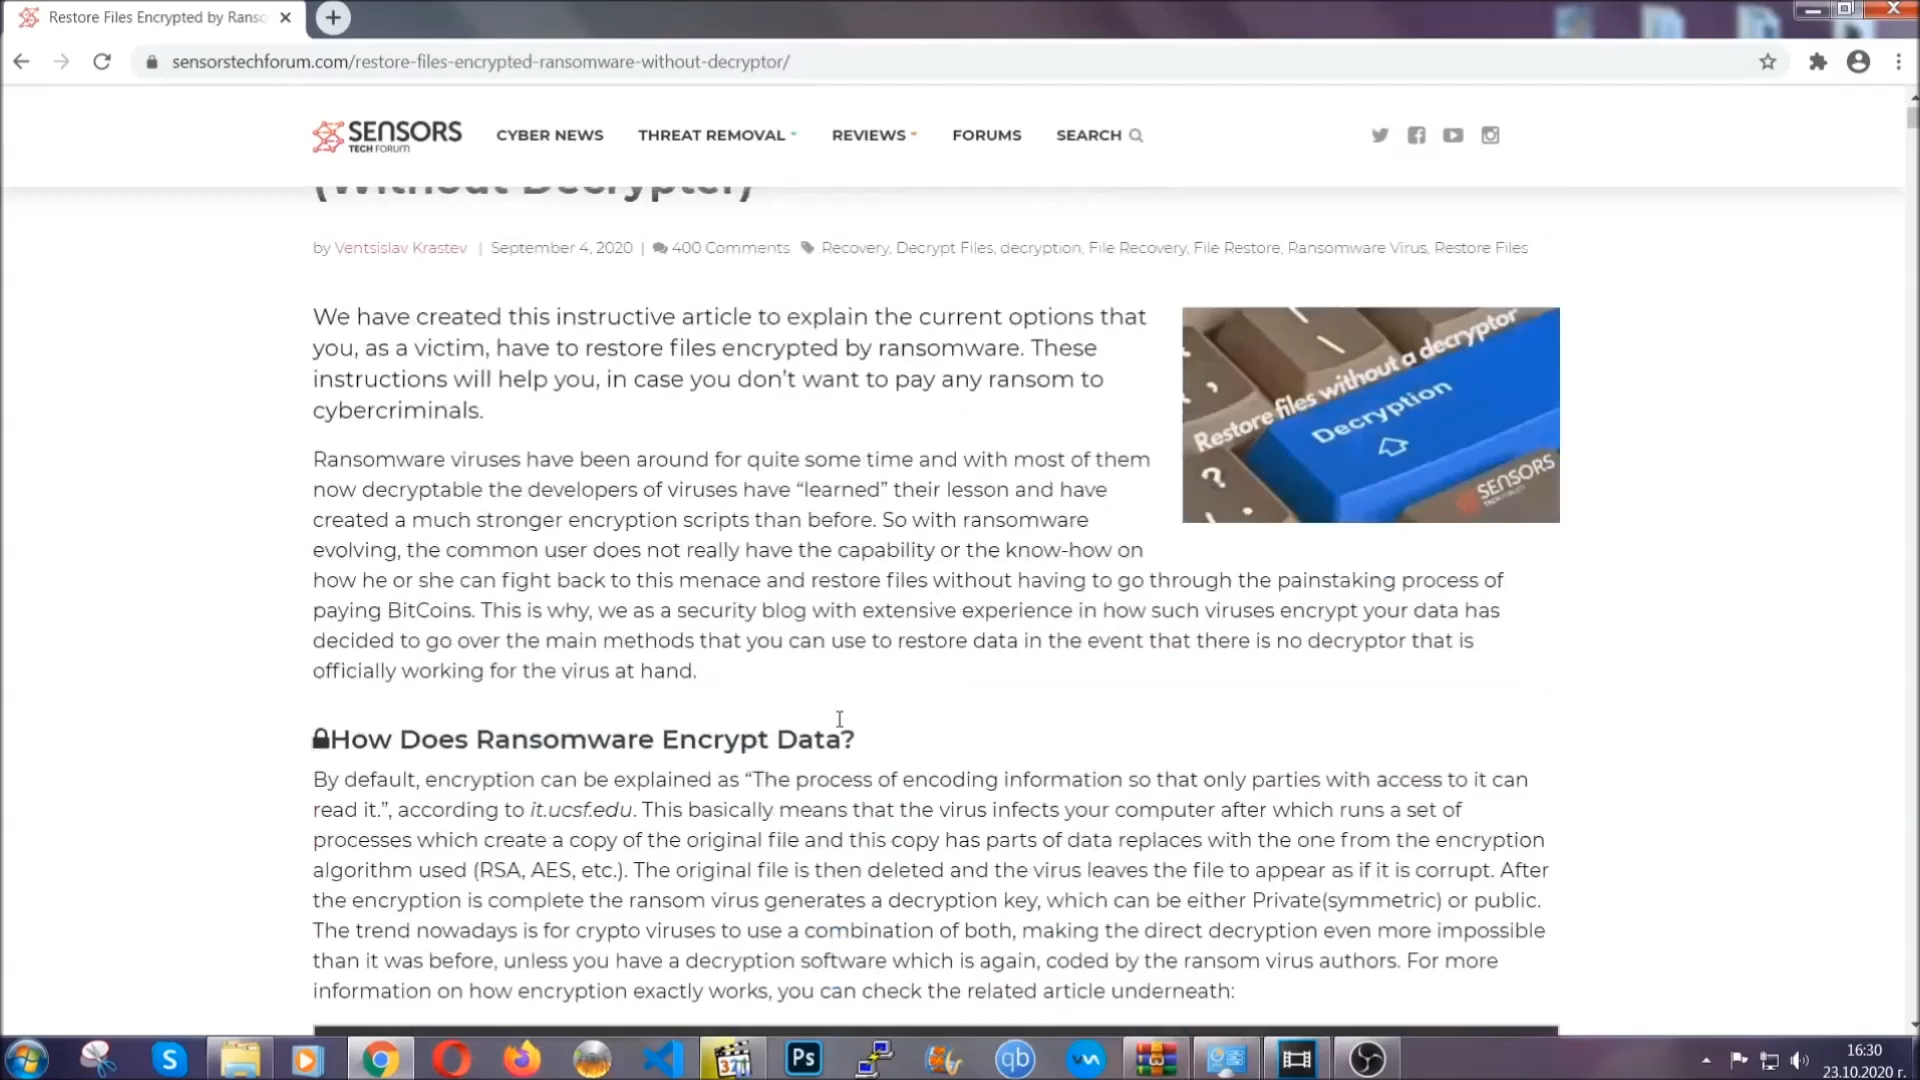 Restore Files Encrypted by Ranso
sensorstechforum.com/restore-files-encrypted-ransomware-without-decryptor/
SENSORS
TECH FORUM
CYBER NEWS THREAT REMOVAL REVIEWS FORUMS SEARCH
(Without Decrypter)
by Ventsislav Krastev | September 4, 2020 | 400 Comments Recovery, Decrypt Files, decryption, File Recovery, File Restore, Ransomware Virus, Restore Files
We have created this instructive article to explain the current options that
you, as a victim, have to restore files encrypted by ransomware. These
instructions will help you, in case you don’t want to pay any ransom to
cybercriminals.
Restore files without a decryptor
Decryption
SENSORS
Ransomware viruses have been around for quite some time and with most of them
now decryptable the developers of viruses have “learned” their lesson and have
created a much stronger encryption scripts than before. So with ransomware
evolving, the common user does not really have the capability or the know-how on
how he or she can fight back to this menace and restore files without having to go through the painstaking process of
paying BitCoins. This is why, we as a security blog with extensive experience in how such viruses encrypt your data has
decided to go over the main methods that you can use to restore data in the event that there is no decryptor that is
officially working for the virus at hand.
How Does Ransomware Encrypt Data?
By default, encryption can be explained as “The process of encoding information so that only parties with access to it can
read it.”, according to it.ucsf.edu. This basically means that the virus infects your computer after which runs a set of
processes which create a copy of the original file and this copy has parts of data replaces with the one from the encryption
algorithm used (RSA, AES, etc.). The original file is then deleted and the virus leaves the file to appear as if it is corrupt. After
the encryption is complete the ransom virus generates a decryption key, which can be either Private(symmetric) or public.
The trend nowadays is for crypto viruses to use a combination of both, making the direct decryption even more impossible
than it was before, unless you have a decryption software which is again, coded by the ransom virus authors. For more
information on how encryption exactly works, you can check the related article underneath:
S
321
Ps
qb
16:30
23.10.2020 г.